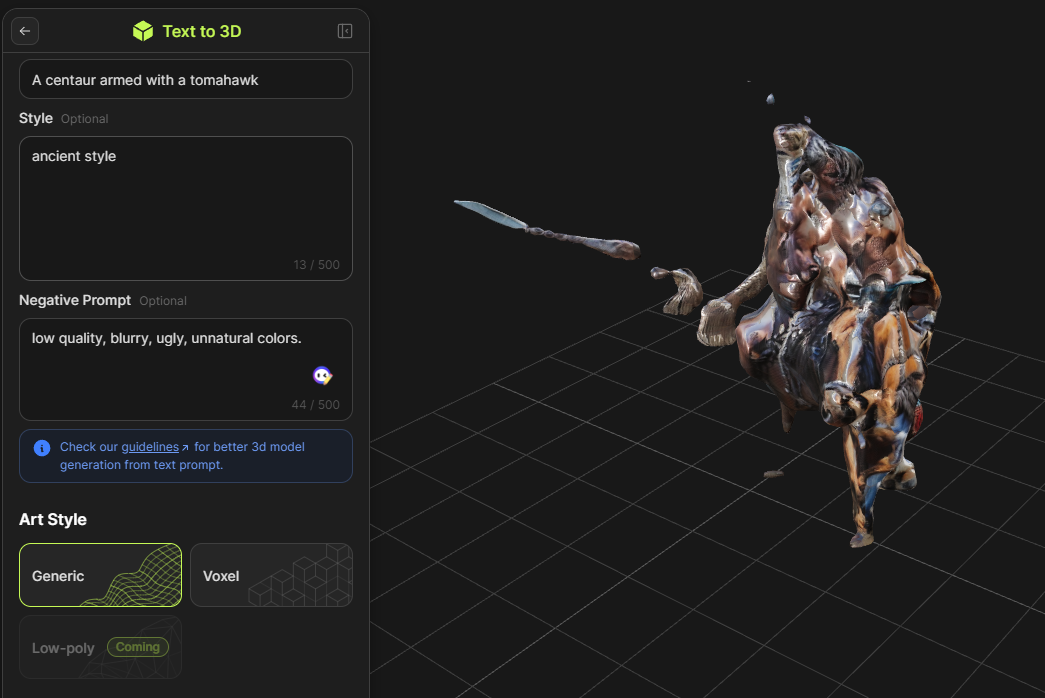 Text to 3D
A centaur armed with a tomahawk
Style Optional
ancient style
13 / 500
Negative Prompt Optional
low quality, blurry, ugly, unnatural colors.
44 / 500
Check our guidelines↗ for better 3d model
generation from text prompt.
Art Style
Generic
Voxel
Low-poly Coming